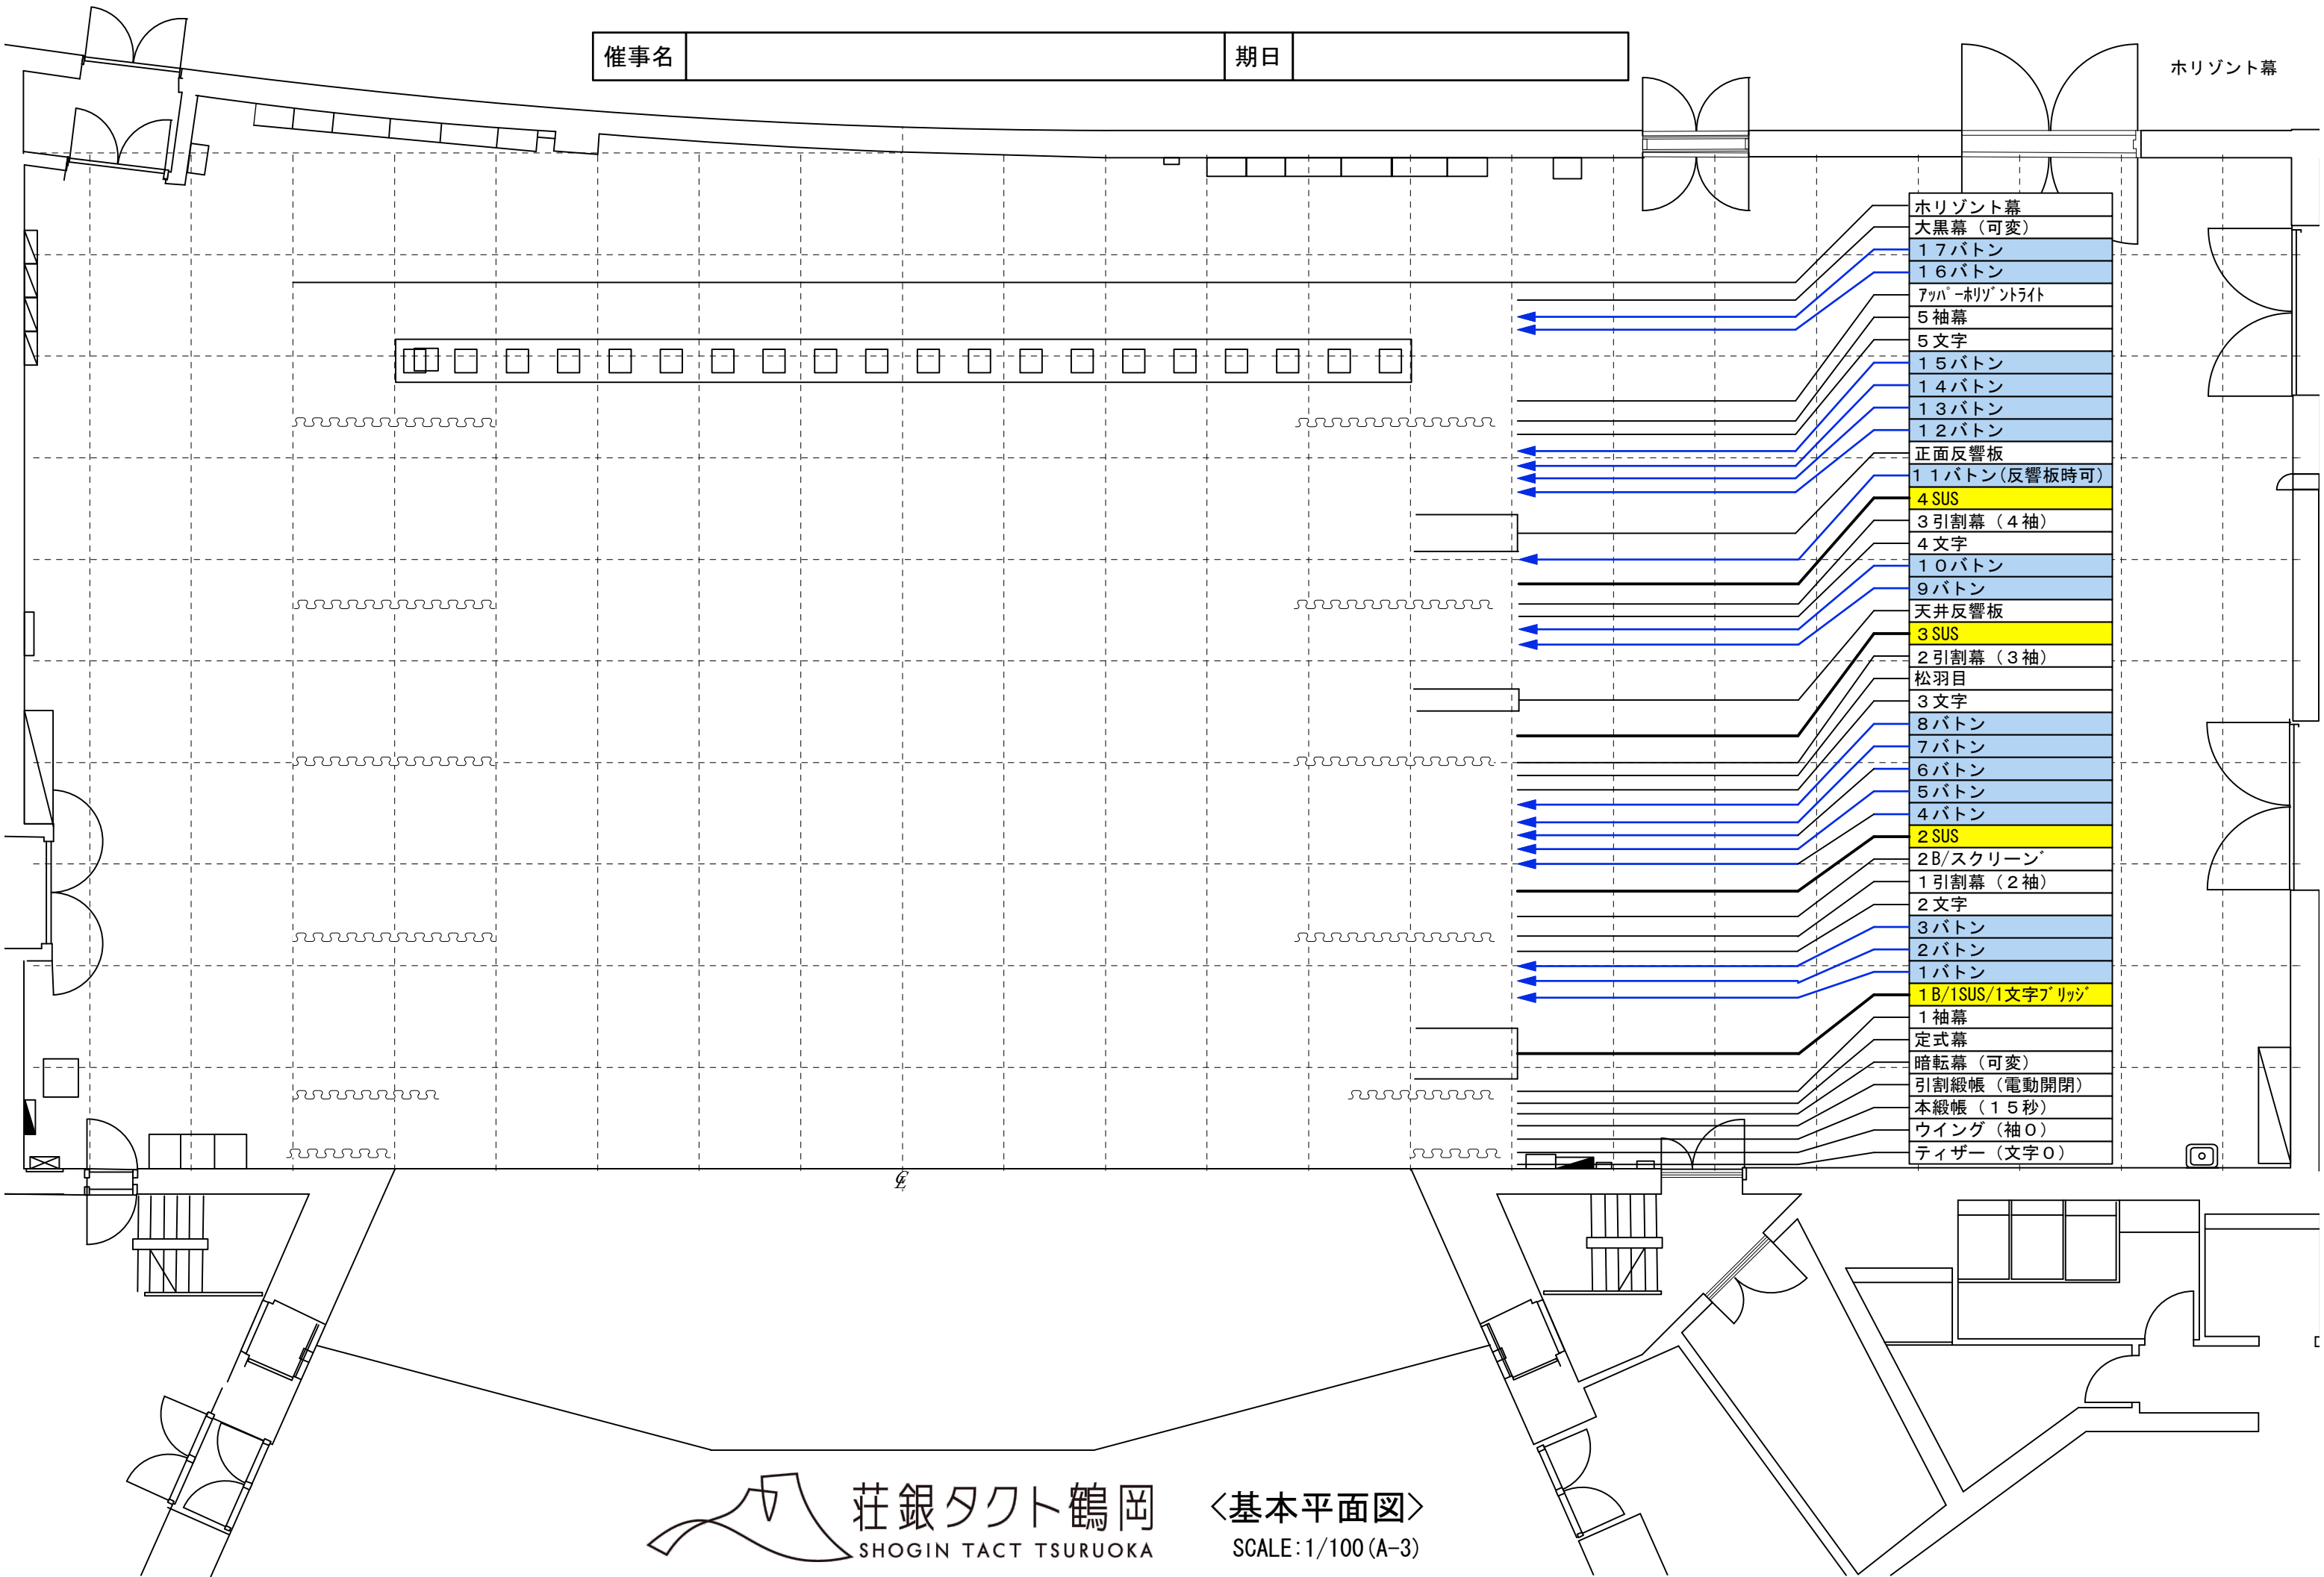 催事名
期日
ホリゾント幕
ホリゾント幕
大黒幕（可変）
１７バトン
１６バトン
ｱｯﾊﾟｰﾎﾘｿﾞﾝﾄﾗｲﾄ
５袖幕
５文字
１５バトン
１４バトン
１３バトン
１２バトン
正面反響板
１１バトン(反響板時可)
４SUS
３引割幕（４袖）
４文字
１０バトン
９バトン
天井反響板
３SUS
２引割幕（３袖）
松羽目
３文字
８バトン
７バトン
６バトン
５バトン
４バトン
２SUS
２B/スクリーンﾞ
１引割幕（２袖）
２文字
３バトン
２バトン
１バトン
１B/1SUS/1文字ﾌﾞﾘｯｼﾞ
１袖幕
定式幕
暗転幕（可変）
引割緞帳（電動開閉）
本緞帳（１５秒）
ウイング（袖０）
ティザー（文字０）
℄
荘銀タクト鶴岡
SHOGIN TACT TSURUOKA
〈基本平面図〉
SCALE:1/100(A-3)